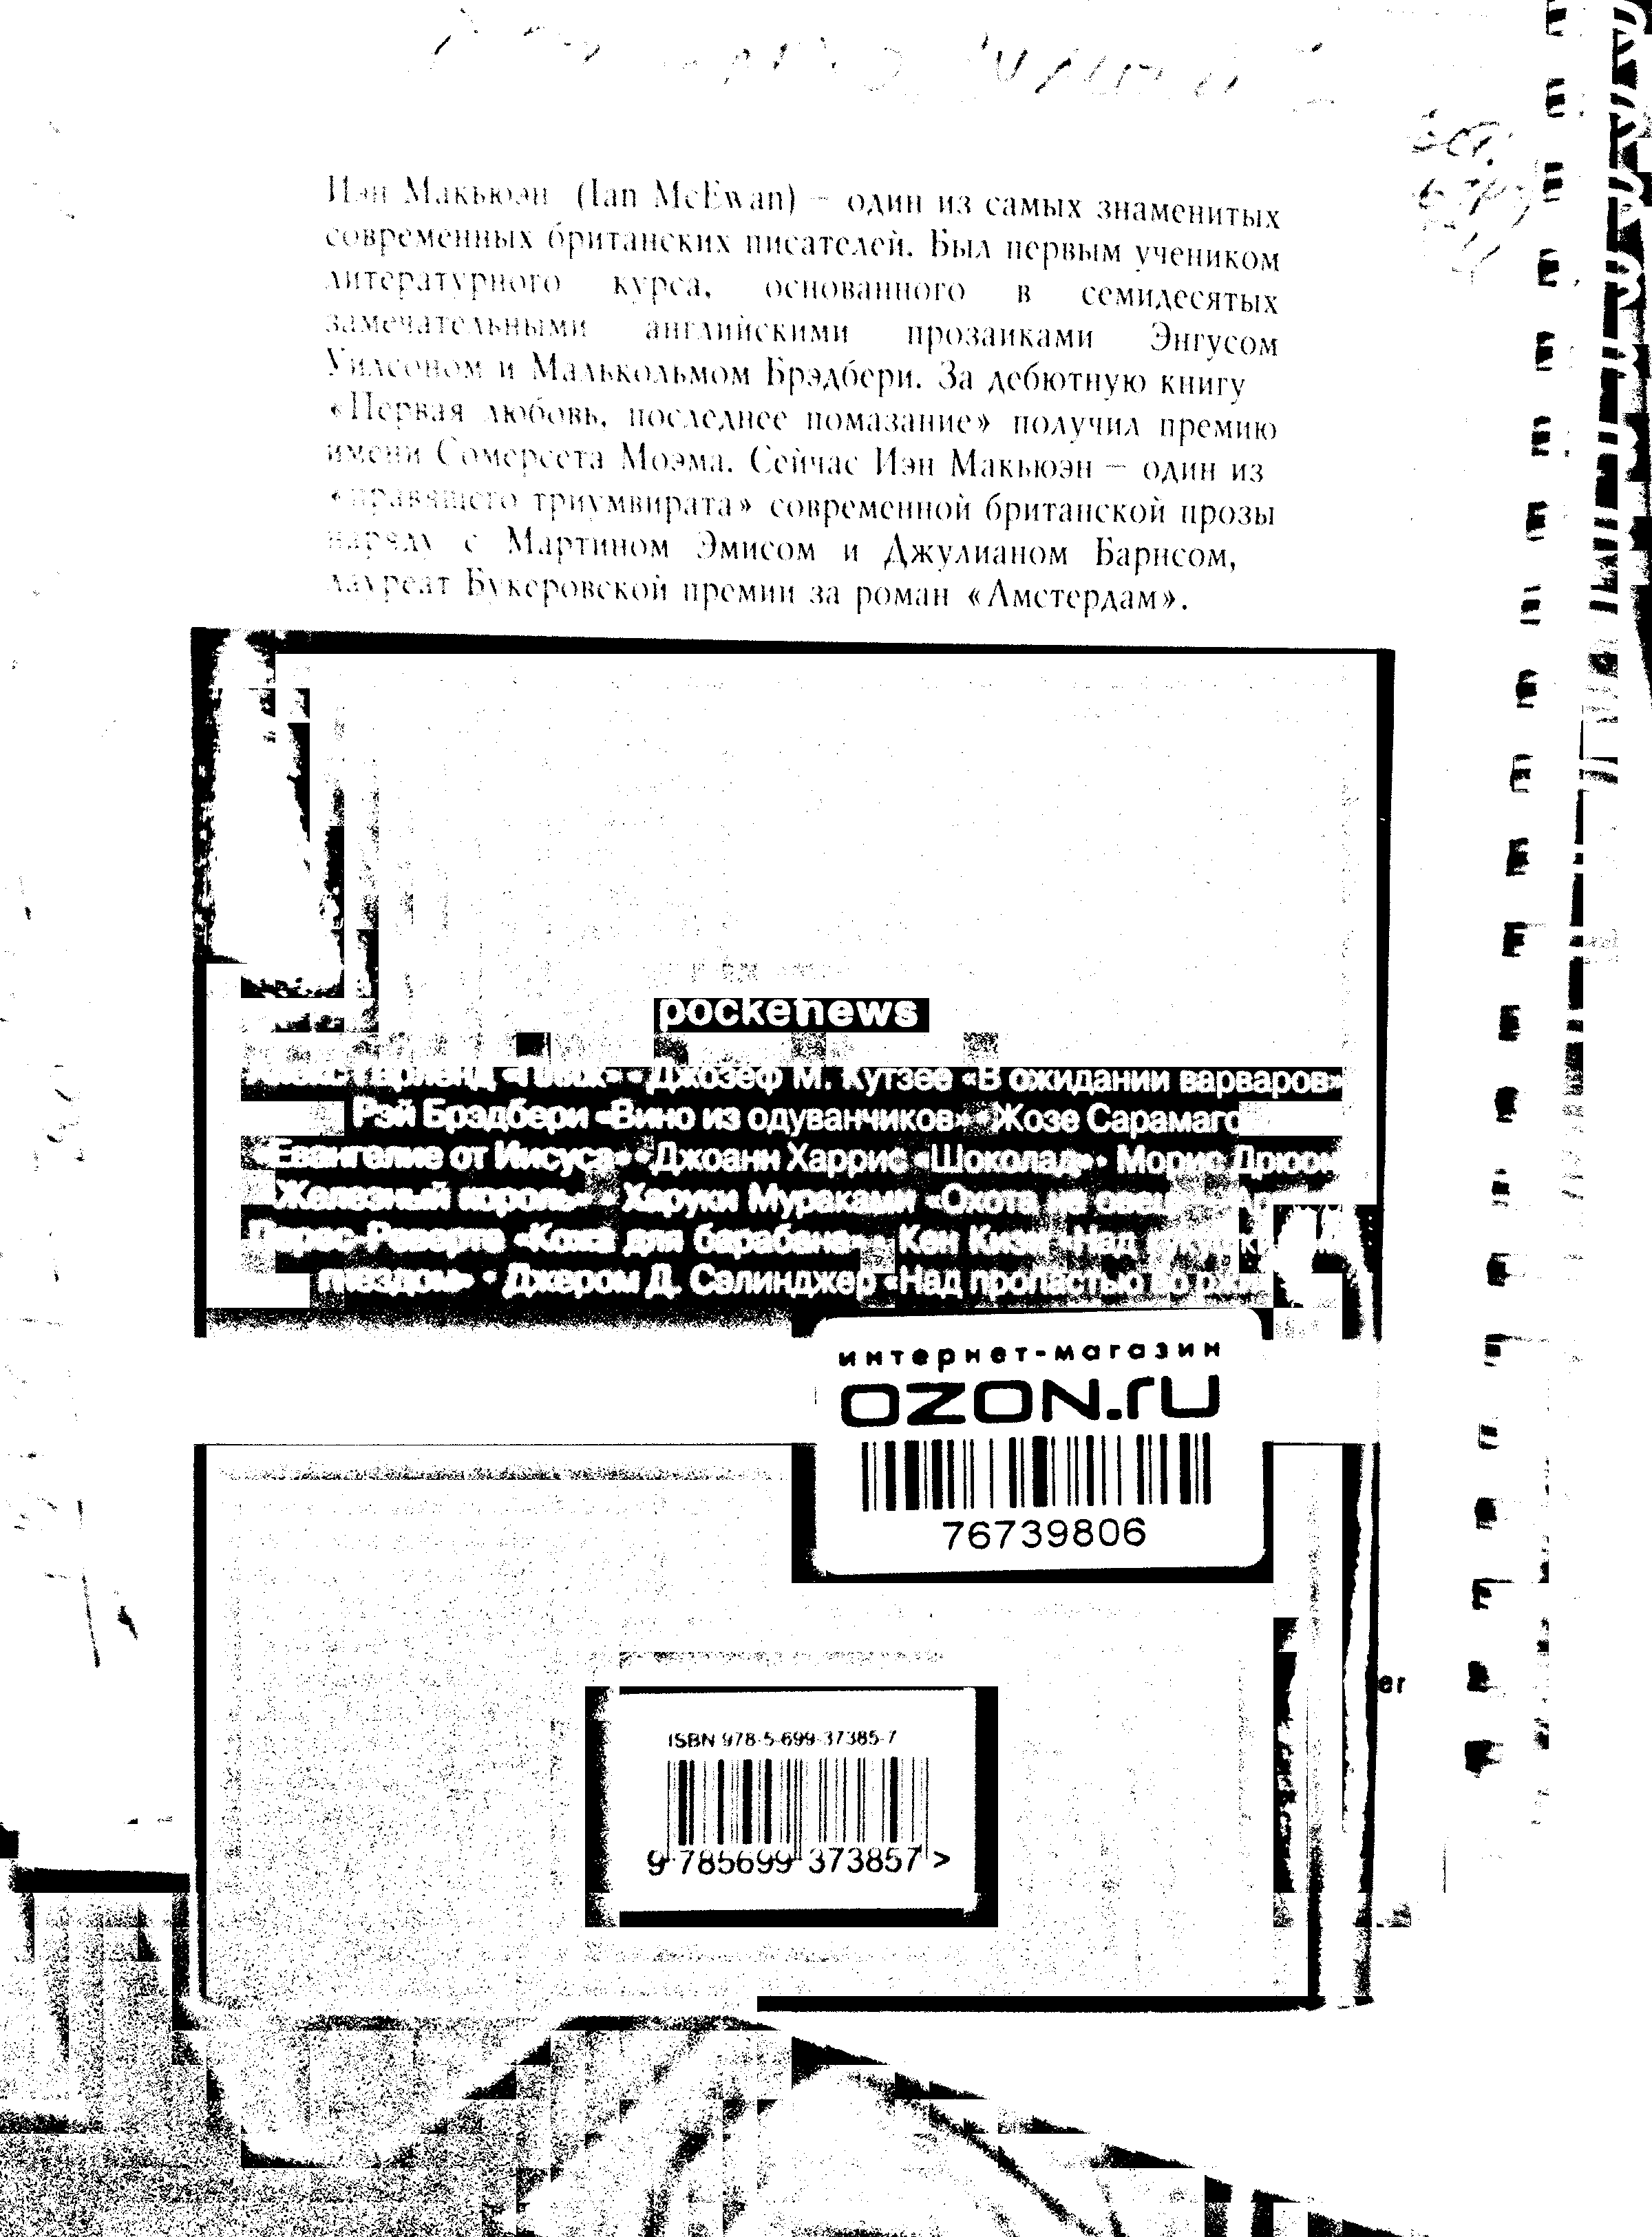 Иэн Макьюэн (Ian McEwan) – один из самых знаменитых
современных британских писателей. Был первым учеником
литературного курса, основанного в семидесятых
замечательными английскими прозаиками Энгусом
Уилсоном и Малькольмом Брэдбери. За дебютную книгу
«Первая любовь, последнее помазание» получил премию
имени Сомерсета Моэма. Сейчас Иэн Макьюэн – один из
«правящего триумвирата» современной британской прозы
наряду с Мартином Эмисом и Джулианом Барнсом,
лауреат Букеровской премии за роман «Амстердам».
pocketnews
Алекс Гарленд «Пляж» • Джозеф М. Кутзее «В ожидании варваров»
Рэй Брэдбери «Вино из одуванчиков» • Жозе Сарамаго
«Евангелие от Иисуса» • Джоанн Харрис «Шоколад» • Морис Дрюон
«Железный король» • Харуки Мураками «Охота на овец»
Перес-Реверте «Кожа для барабана» • Кен Кизи «Над кукушкиным
гнездом» • Джером Д. Сэлинджер «Над пропастью во ржи»
интернет-магазин
OZON.ru
76739806
ISBN 978-5-699-37385-7
9 785699 373857 >